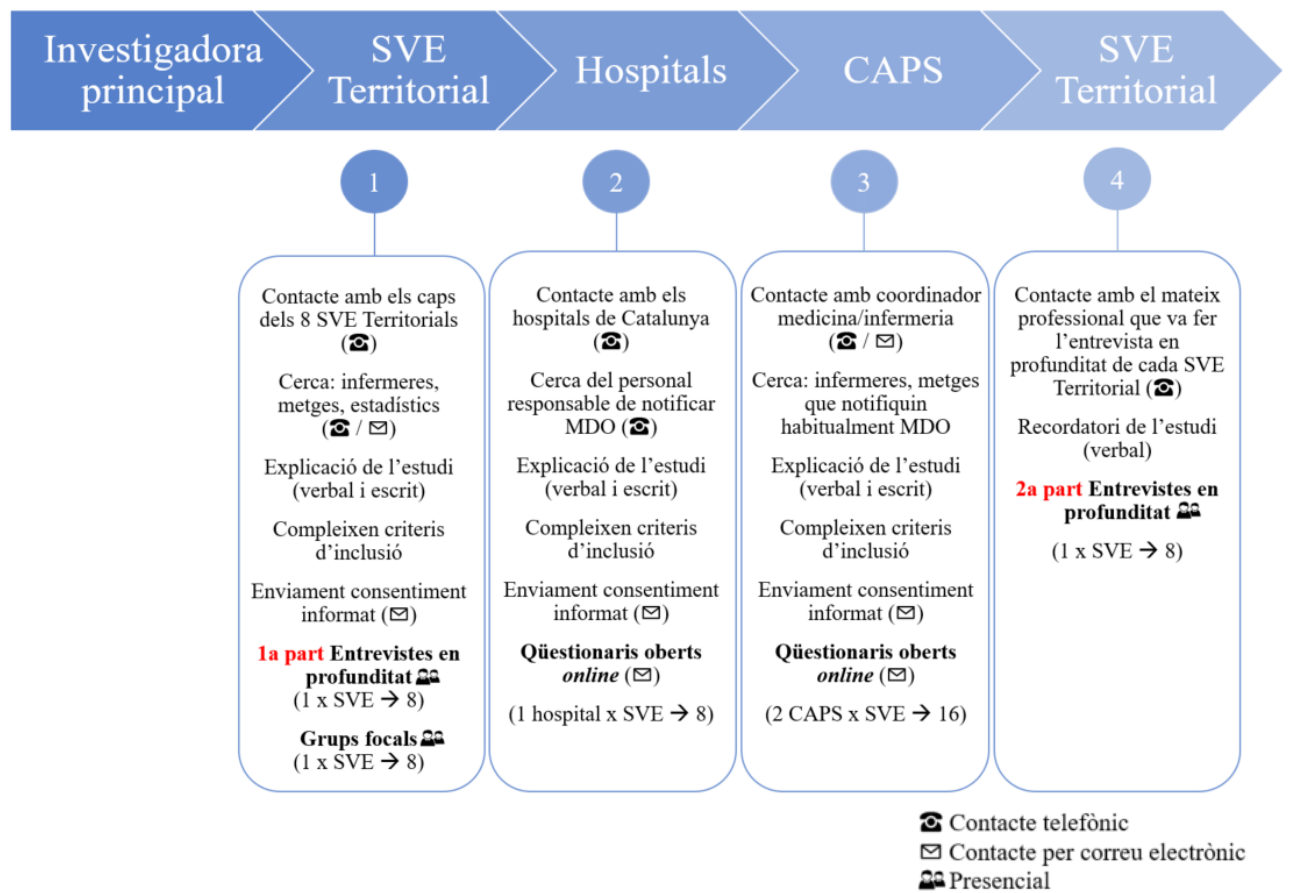 Investigadora
principal
SVE
Territorial
Hospitals
CAPS
SVE
Territorial
1
2
3
4
Contacte amb els caps
dels 8 SVE Territorials
(☎)
Cerca: infermeres,
metges, estadístics
(☎ / ✉)
Explicació de l’estudi
(verbal i escrit)
Compleixen criteris
d’inclusió
Enviament consentiment
informat (✉)
1a part Entrevistes en
profunditat
(1 x SVE → 8)
Grups focals
(1 x SVE → 8)
Contacte amb els
hospitals de Catalunya
(☎)
Cerca del personal
responsable de notificar
MDO (☎)
Explicació de l’estudi
(verbal i escrit)
Compleixen criteris
d’inclusió
Enviament consentiment
informat (✉)
Qüestionaris oberts
online (✉)
(1 hospital x SVE → 8)
Contacte amb coordinador
medicina/infermeria
(☎ / ✉)
Cerca: infermeres, metges
que notifiquin
habitualment MDO
Explicació de l’estudi
(verbal i escrit)
Compleixen criteris
d’inclusió
Enviament consentiment
informat (✉)
Qüestionaris oberts
online (✉)
(2 CAPS x SVE → 16)
Contacte amb el mateix
professional que va fer
l’entrevista en
profunditat de cada SVE
Territorial (☎)
Recordatori de l’estudi
(verbal)
2a part Entrevistes en
profunditat
(1 x SVE → 8)
☎ Contacte telefònic
✉ Contacte per correu electrònic
Presencial